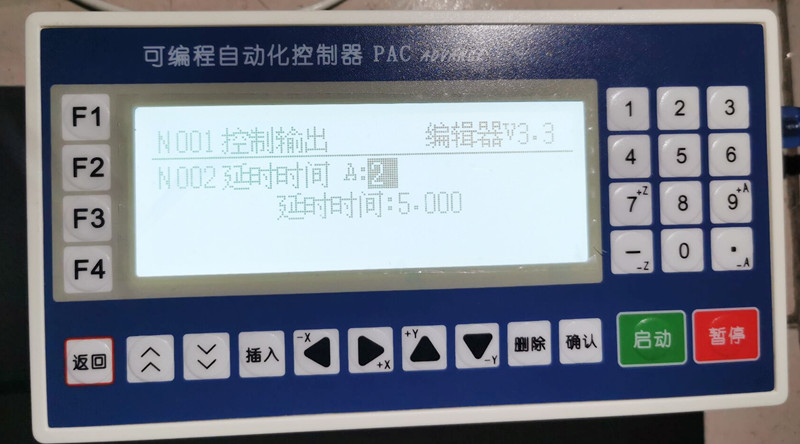 可编程自动化控制器 PAC ADVANCE
F1
F2
F3
F4
N001 控制输出 编辑器V3.3
N002 延时时间 A:2
延时时间:5.000
1 2 3
4 5 6
7 +Z 8 9 +A
− -Z 0 . -A
返回 插入 -X +X +Y -Y 删除 确认 启动 暂停